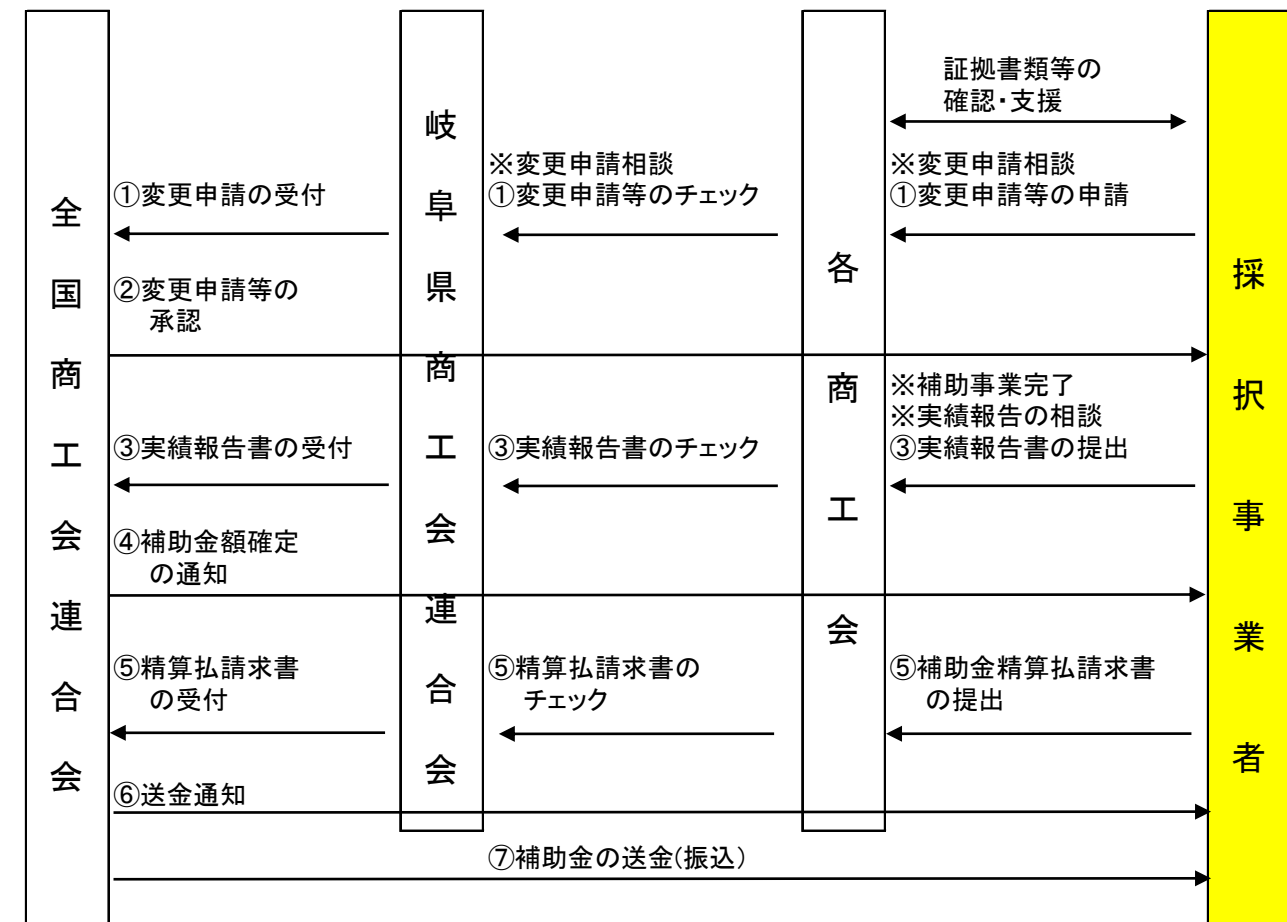 全国商工会連合会
岐阜県商工会連合会
各商工会
採択事業者
証拠書類等の
確認・支援
①変更申請の受付
※変更申請相談
①変更申請等のチェック
※変更申請相談
①変更申請等の申請
②変更申請等の
承認
③実績報告書の受付
③実績報告書のチェック
※補助事業完了
※実績報告の相談
③実績報告書の提出
④補助金額確定
の通知
⑤精算払請求書
の受付
⑤精算払請求書の
チェック
⑤補助金精算払請求書
の提出
⑥送金通知
⑦補助金の送金(振込)